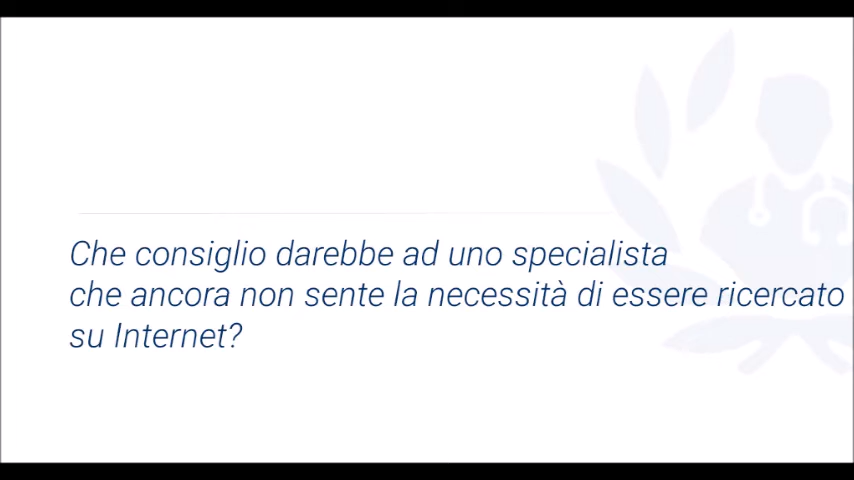 Che consiglio darebbe ad uno specialista
che ancora non sente la necessità di essere ricercato
su Internet?